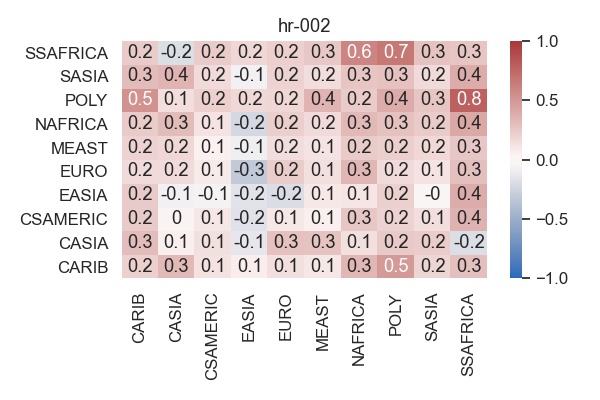 hr-002
SSAFRICA 0.2 -0.2 0.2 0.2 0.2 0.3 0.6 0.7 0.3 0.3
SASIA 0.3 0.4 0.2 -0.1 0.2 0.2 0.3 0.3 0.2 0.4
POLY 0.5 0.1 0.2 0.2 0.2 0.4 0.2 0.4 0.3 0.8
NAFRICA 0.2 0.3 0.1 -0.2 0.2 0.2 0.3 0.3 0.2 0.4
MEAST 0.2 0.2 0.1 -0.1 0.2 0.1 0.2 0.2 0.2 0.3
EURO 0.2 0.2 0.1 -0.3 0.2 0.1 0.3 0.2 0.1 0.3
EASIA 0.2 -0.1 -0.1 -0.2 -0.2 0.1 0.1 0.2 -0 0.4
CSAMERIC 0.2 0 0.1 -0.2 0.1 0.1 0.3 0.2 0.1 0.4
CASIA 0.3 0.1 0.1 -0.1 0.3 0.3 0.1 0.2 0.2 -0.2
CARIB 0.2 0.3 0.1 0.1 0.1 0.1 0.3 0.5 0.2 0.3
CARIB CASIA CSAMERIC EASIA EURO MEAST NAFRICA POLY SASIA SSAFRICA
1.0
0.5
0.0
−0.5
−1.0